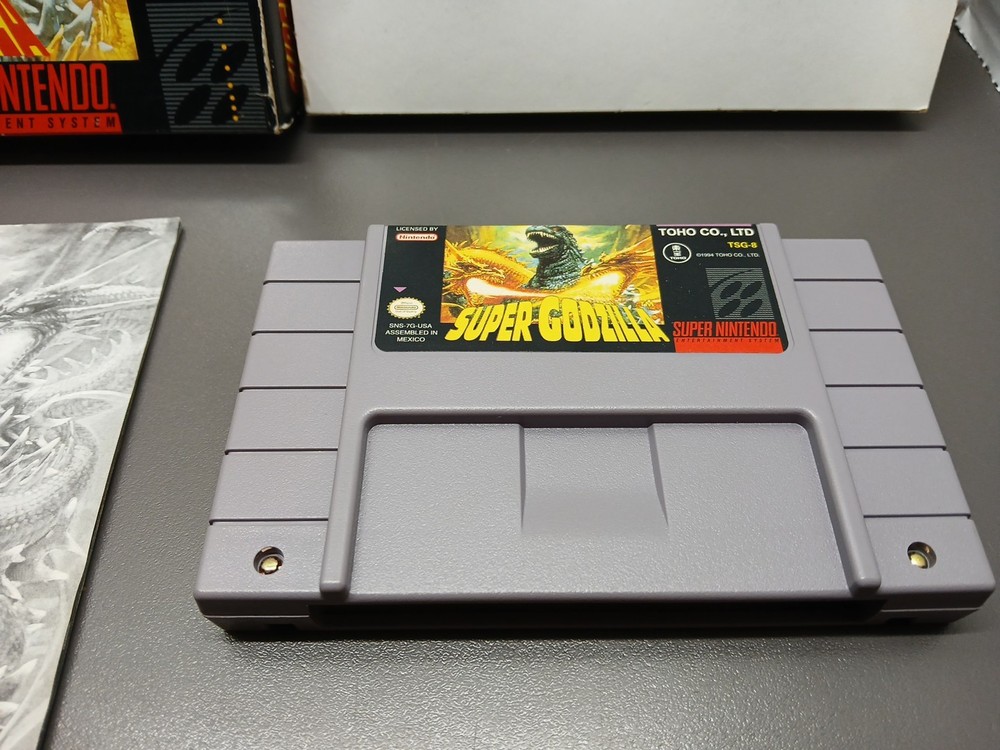 NINTENDO®
ENT SYSTEM
LICENSED BY
Nintendo
TOHO CO., LTD
TSG-8
TOHO
©1994 TOHO CO., LTD.
SNS-7G-USA
ASSEMBLED IN
MEXICO
SUPER GODZILLA
SUPER NINTENDO
ENTERTAINMENT SYSTEM